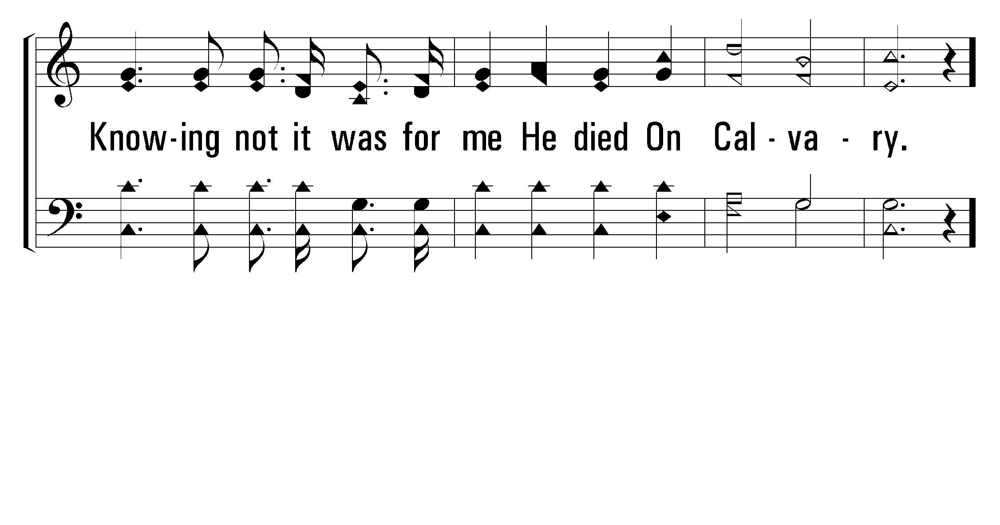 Know-ing not it was for me He died On Cal - va - ry.